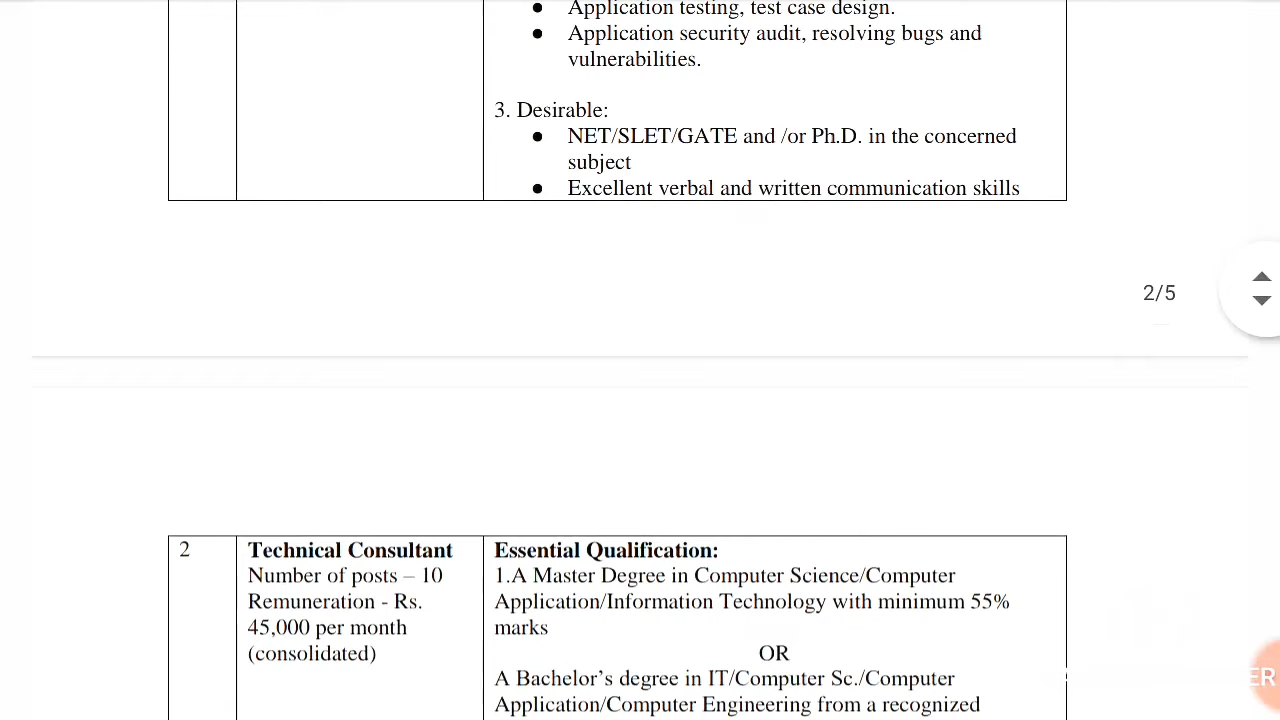 ● Application testing, test case design.
● Application security audit, resolving bugs and
vulnerabilities.
3. Desirable:
● NET/SLET/GATE and /or Ph.D. in the concerned
subject
● Excellent verbal and written communication skills
2/5
2
Technical Consultant
Number of posts – 10
Remuneration - Rs.
45,000 per month
(consolidated)
Essential Qualification:
1.A Master Degree in Computer Science/Computer
Application/Information Technology with minimum 55%
marks
OR
A Bachelor’s degree in IT/Computer Sc./Computer
Application/Computer Engineering from a recognized